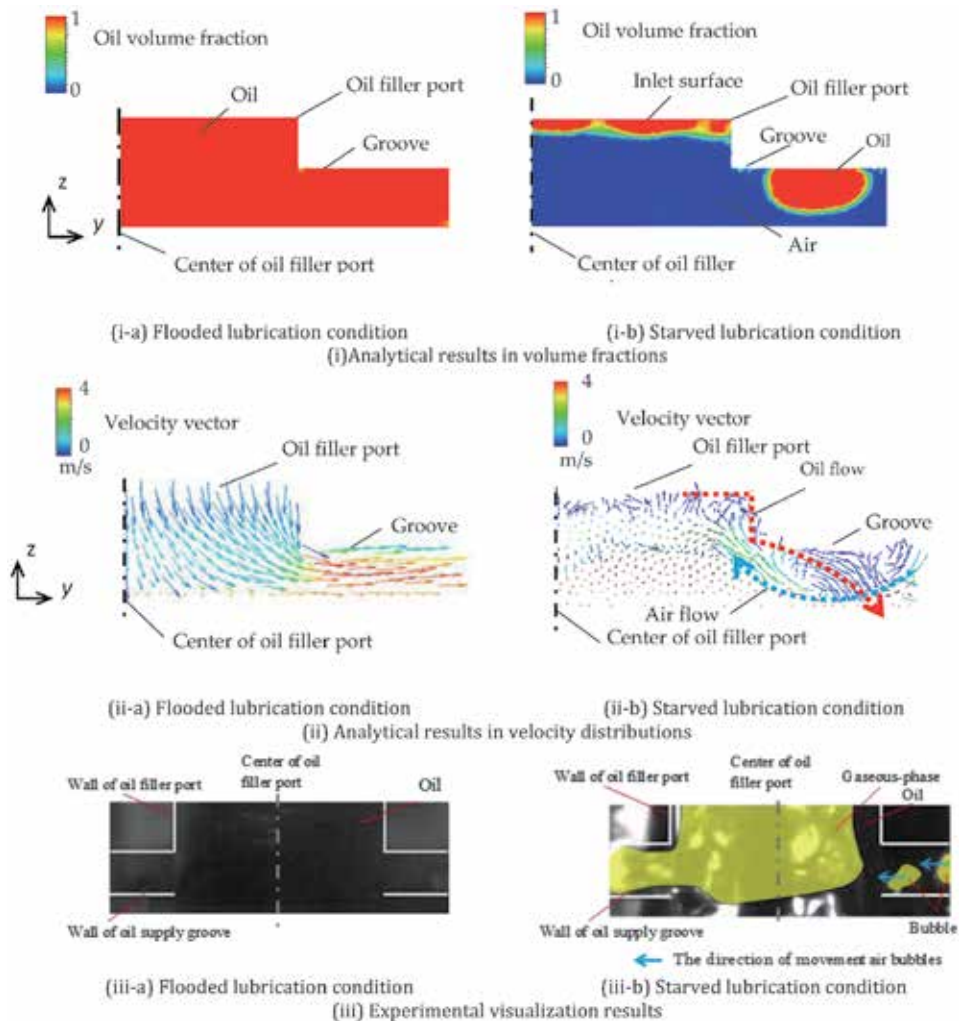 1
0
Oil volume fraction
Oil
Oil filler port
Groove
z
y
Center of oil filler port
(i-a) Flooded lubrication condition
1
0
Oil volume fraction
Inlet surface
Oil filler port
Groove
Oil
Air
Center of oil filler
(i-b) Starved lubrication condition
(i)Analytical results in volume fractions
4
0
m/s
Velocity vector
Oil filler port
Groove
z
y
Center of oil filler port
(ii-a) Flooded lubrication condition
4
0
m/s
Velocity vector
Oil filler port
Oil flow
Groove
Air flow
Center of oil filler port
(ii-b) Starved lubrication condition
(ii) Analytical results in velocity distributions
Wall of oil filler port
Center of oil
filler port
Oil
Wall of oil supply groove
(iii-a) Flooded lubrication condition
Wall of oil filler port
Center of oil
filler port
Gaseous-phase
Oil
Wall of oil supply groove
Bubble
The direction of movement air bubbles
(iii-b) Starved lubrication condition
(iii) Experimental visualization results